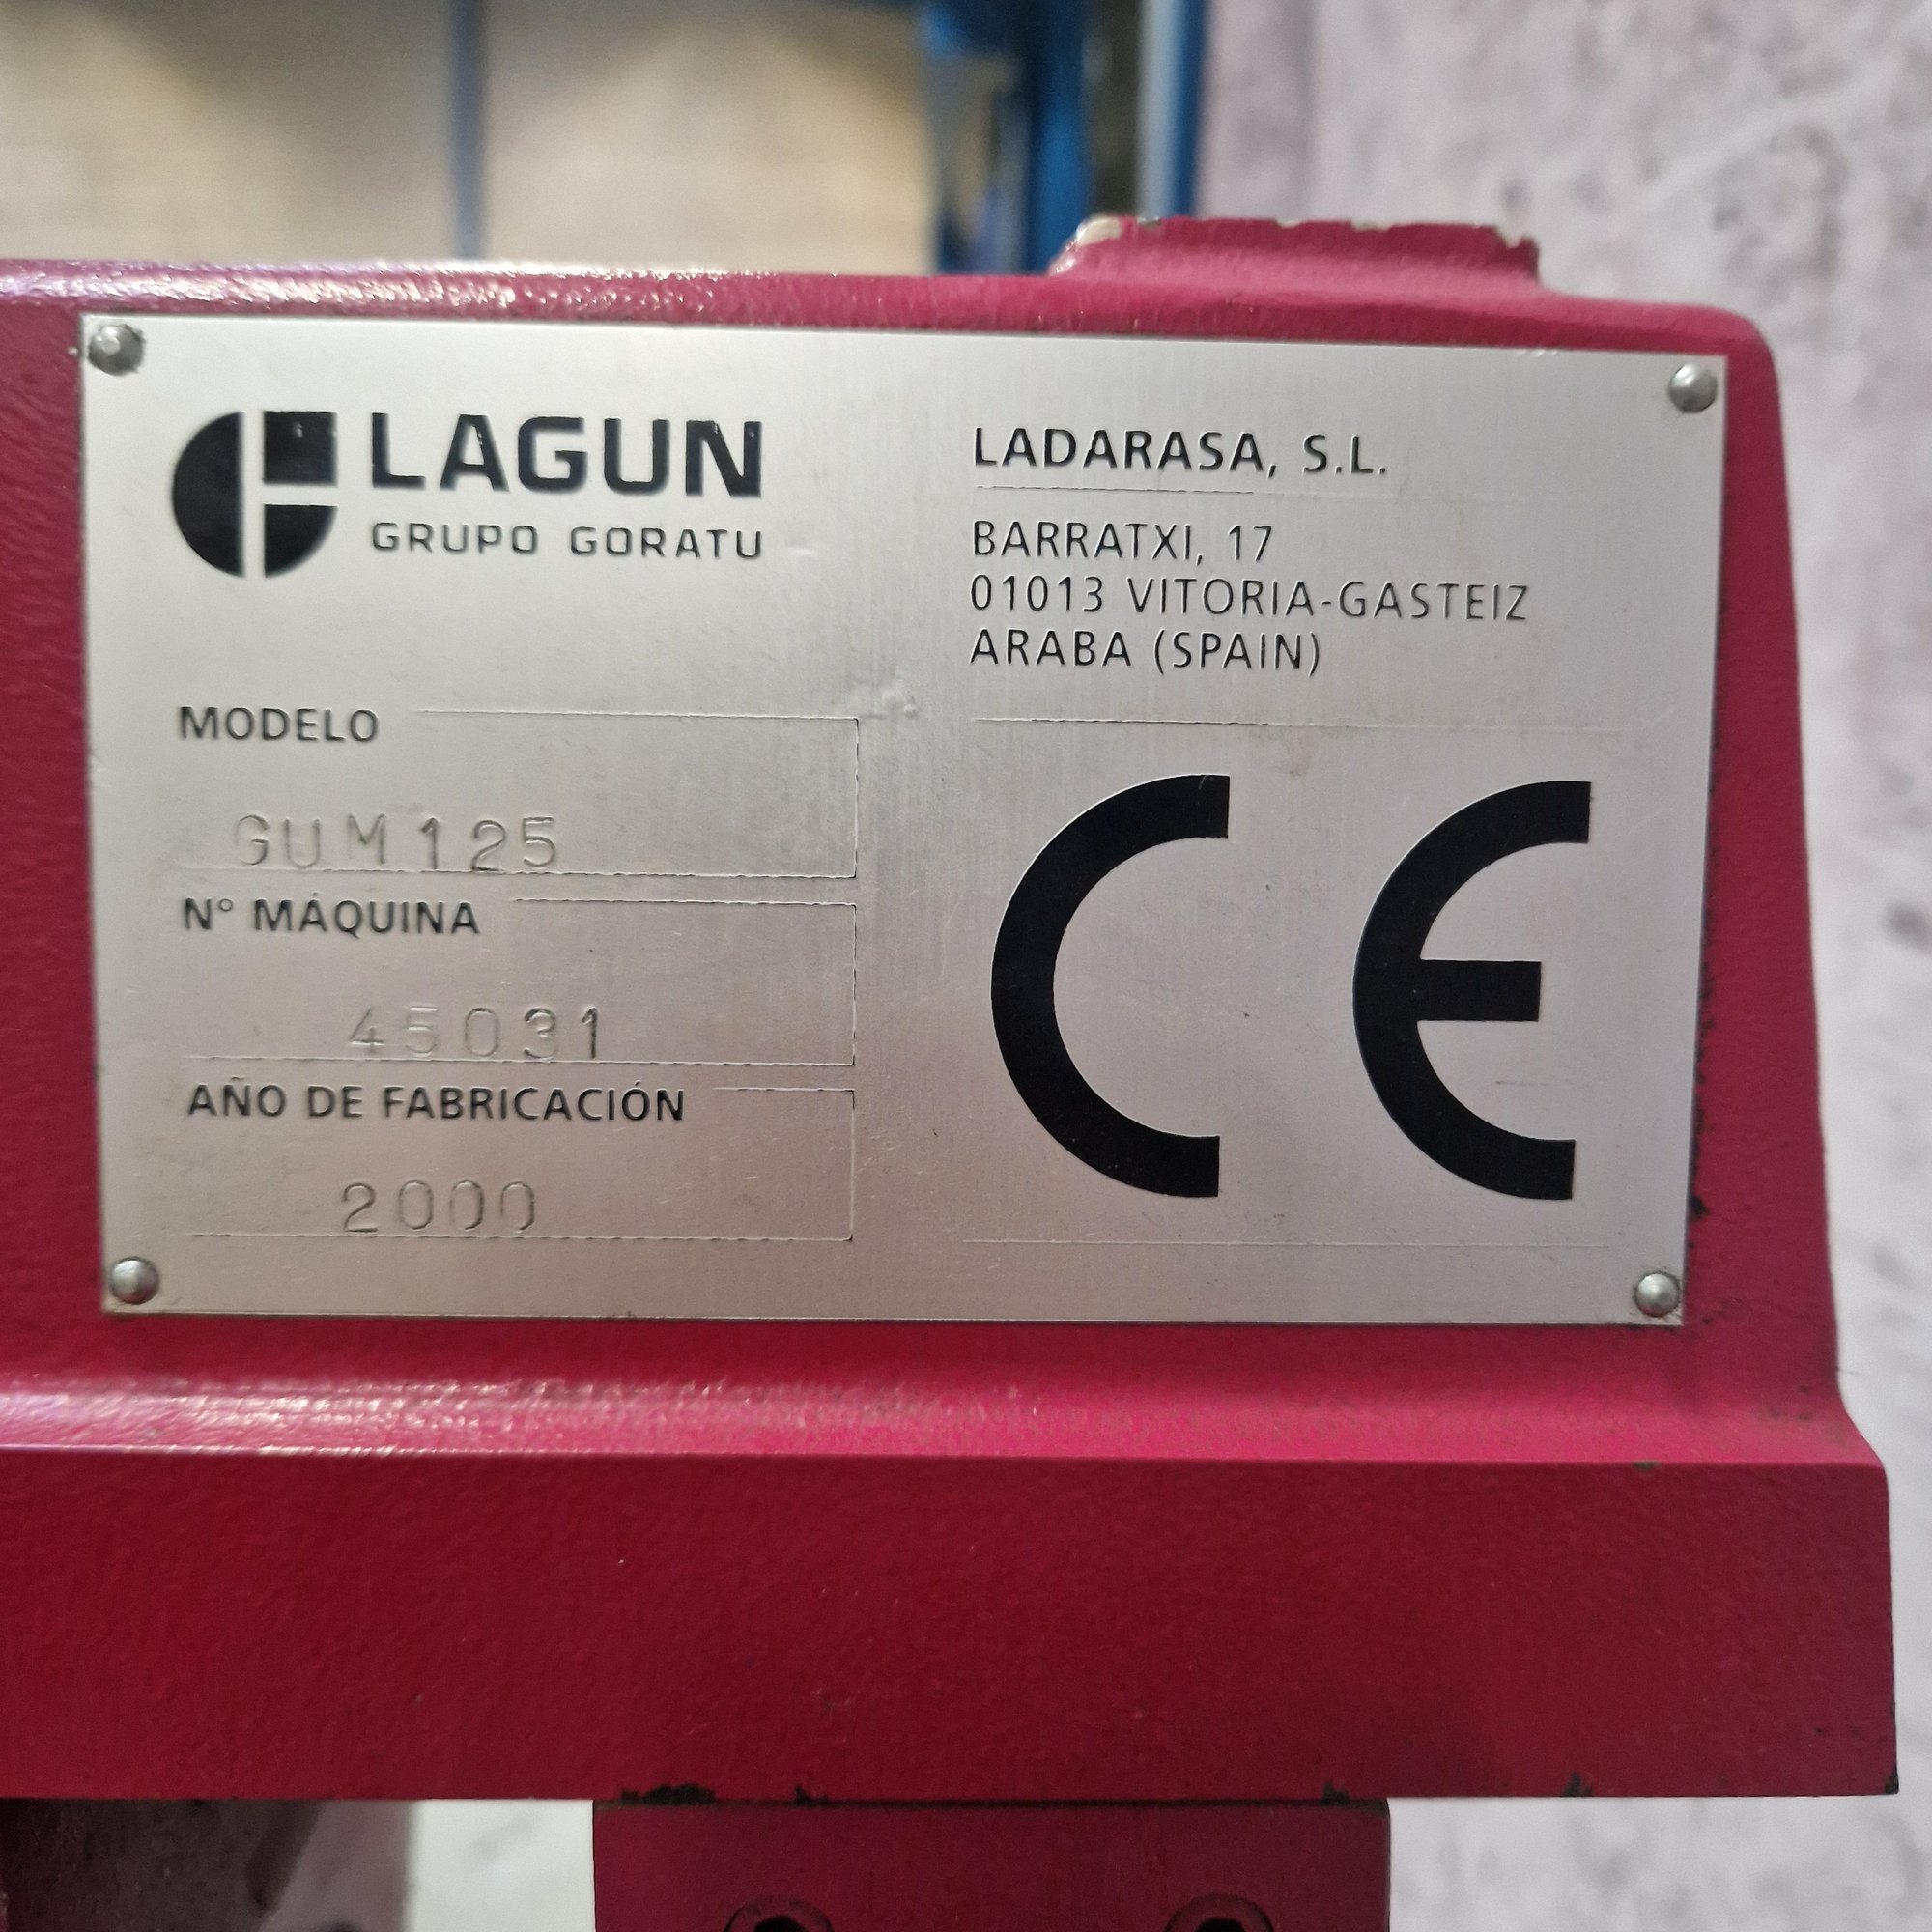 LAGUN
GRUPO GORATU
LADARASA, S.L.
BARRATXI, 17
01013 VITORIA-GASTEIZ
ARABA (SPAIN)
MODELO
GUM125
N° MÁQUINA
45031
AÑO DE FABRICACIÓN
2000
CE